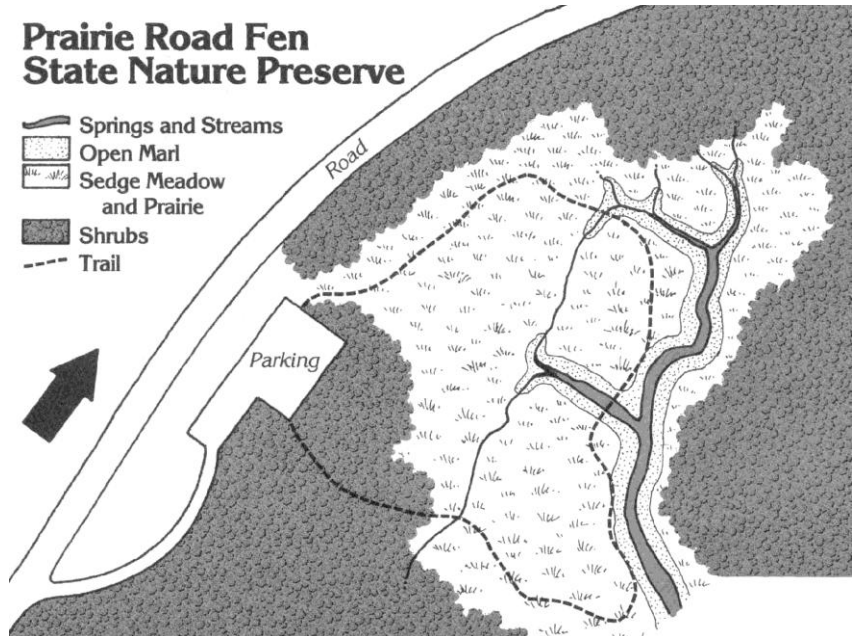 Prairie Road Fen
State Nature Preserve
Springs and Streams
Open Marl
Sedge Meadow
and Prairie
Shrubs
Trail
Road
Parking